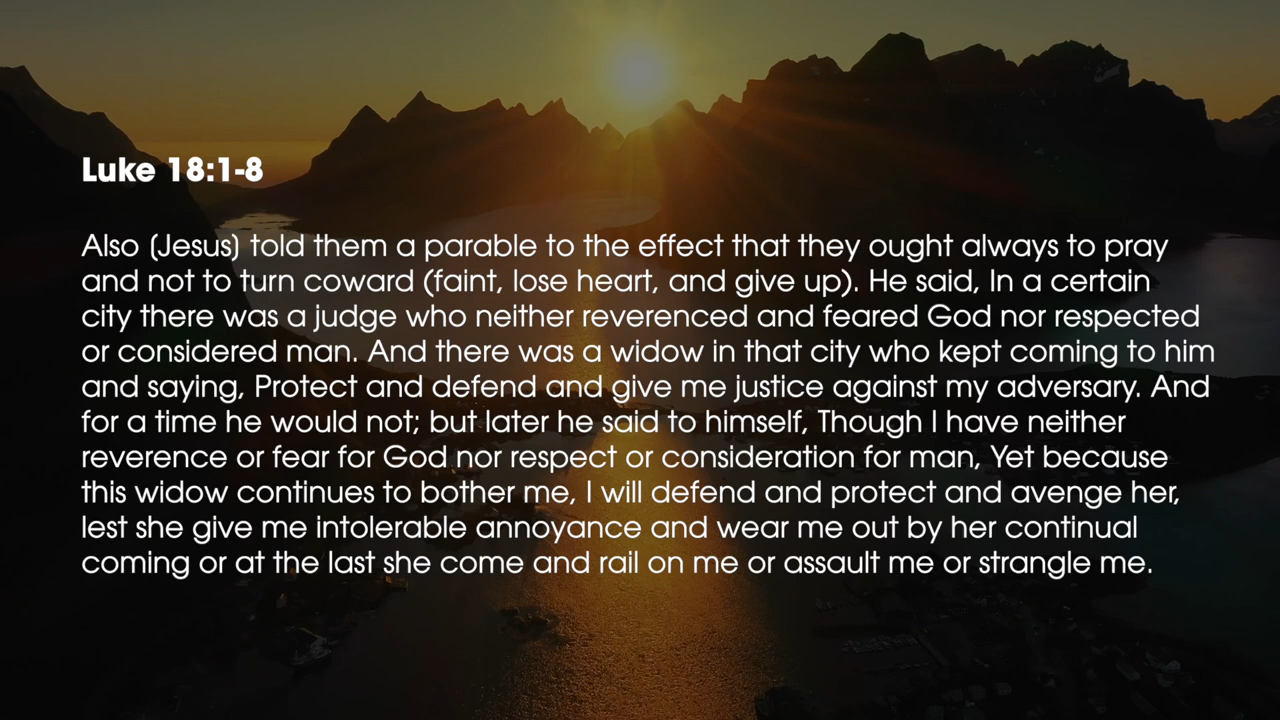 Luke 18:1-8
Also (Jesus) told them a parable to the effect that they ought always to pray
and not to turn coward (faint, lose heart, and give up). He said, In a certain
city there was a judge who neither reverenced and feared God nor respected
or considered man. And there was a widow in that city who kept coming to him
and saying, Protect and defend and give me justice against my adversary. And
for a time he would not; but later he said to himself, Though I have neither
reverence or fear for God nor respect or consideration for man, Yet because
this widow continues to bother me, I will defend and protect and avenge her,
lest she give me intolerable annoyance and wear me out by her continual
coming or at the last she come and rail on me or assault me or strangle me.